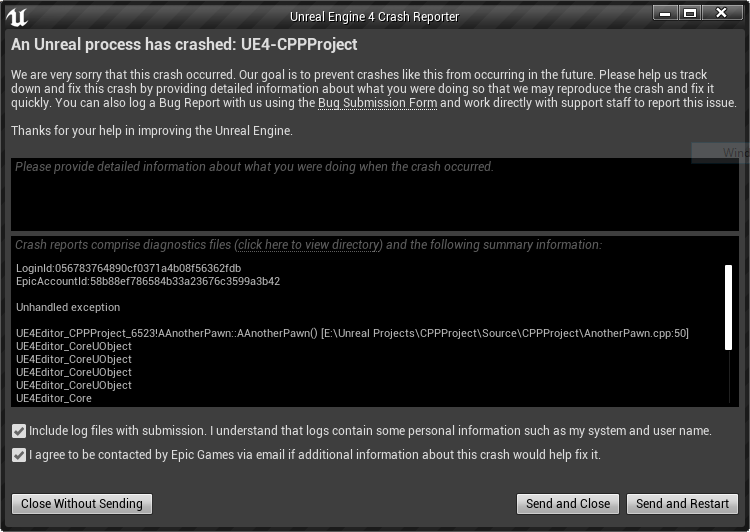 Unreal Engine 4 Crash Reporter
An Unreal process has crashed: UE4-CPPProject
We are very sorry that this crash occurred. Our goal is to prevent crashes like this from occurring in the future. Please help us track
down and fix this crash by providing detailed information about what you were doing so that we may reproduce the crash and fix it
quickly. You can also log a Bug Report with us using the Bug Submission Form and work directly with support staff to report this issue.
Thanks for your help in improving the Unreal Engine.
Wind
Please provide detailed information about what you were doing when the crash occurred.
Crash reports comprise diagnostics files (click here to view directory) and the following summary information:
LoginId:056783764890cf0371a4b08f56362fdb
EpicAccountId:58b88ef786584b33a23676c3599a3b42
Unhandled exception
UE4Editor_CPPProject_6523!AAnotherPawn::AAnotherPawn() [E:\Unreal Projects\CPPProject\Source\CPPProject\AnotherPawn.cpp:50]
UE4Editor_CoreUObject
UE4Editor_CoreUObject
UE4Editor_CoreUObject
UE4Editor_CoreUObject
UE4Editor_Core
Include log files with submission. I understand that logs contain some personal information such as my system and user name.
I agree to be contacted by Epic Games via email if additional information about this crash would help fix it.
Close Without Sending
Send and Close
Send and Restart